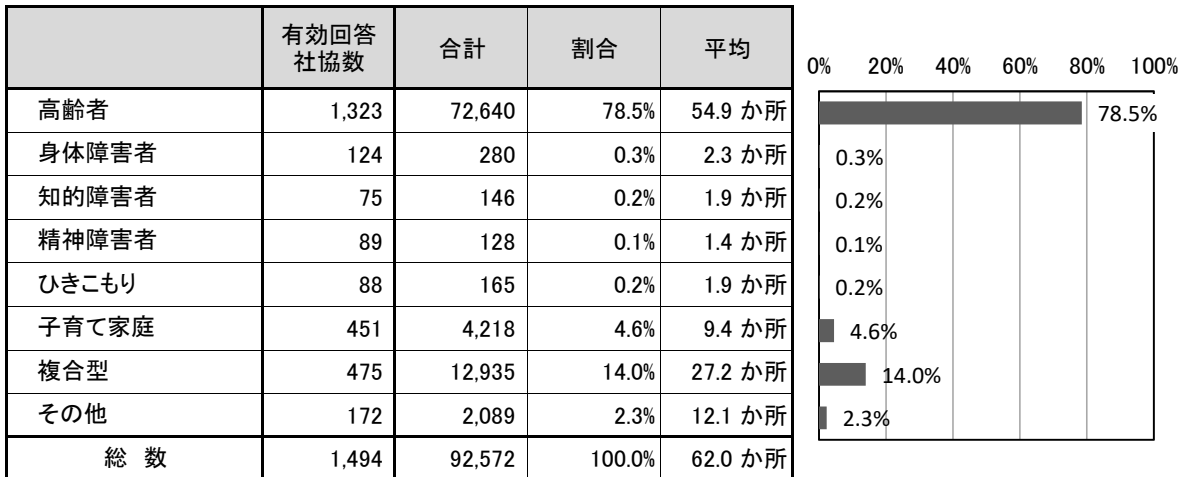 有効回答
社協数 合計 割合 平均
0% 20% 40% 60% 80% 100%
高齢者 1,323 72,640 78.5% 54.9 か所 78.5%
身体障害者 124 280 0.3% 2.3 か所 0.3%
知的障害者 75 146 0.2% 1.9 か所 0.2%
精神障害者 89 128 0.1% 1.4 か所 0.1%
ひきこもり 88 165 0.2% 1.9 か所 0.2%
子育て家庭 451 4,218 4.6% 9.4 か所 4.6%
複合型 475 12,935 14.0% 27.2 か所 14.0%
その他 172 2,089 2.3% 12.1 か所 2.3%
総 数 1,494 92,572 100.0% 62.0 か所